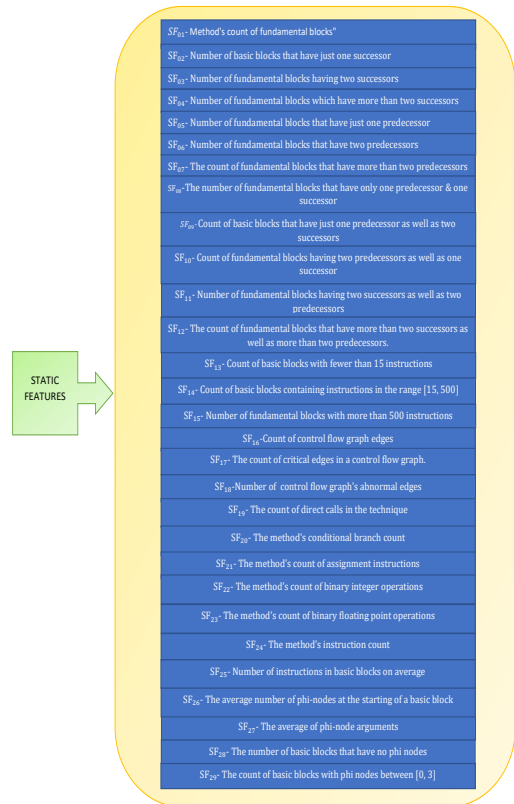 SF₀₁- Method's count of fundamental blocks"
SF₀₂- Number of basic blocks that have just one successor
SF₀₃- Number of fundamental blocks having two successors
SF₀₄- Number of fundamental blocks which have more than two successors
SF₀₅- Number of fundamental blocks that have just one predecessor
SF₀₆- Number of fundamental blocks that have two predecessors
SF₀₇- The count of fundamental blocks that have more than two predecessors
SF₀₈-The number of fundamental blocks that have only one predecessor & one
successor
SF₀₉- Count of basic blocks that have just one predecessor as well as two
successors
SF₁₀- Count of fundamental blocks having two predecessors as well as one
successor
SF₁₁- Number of fundamental blocks having two successors as well as two
predecessors
SF₁₂- The count of fundamental blocks that have more than two successors as
well as more than two predecessors.
SF₁₃- Count of basic blocks with fewer than 15 instructions
SF₁₄- Count of basic blocks containing instructions in the range [15, 500]
SF₁₅- Number of fundamental blocks with more than 500 instructions
SF₁₆-Count of control flow graph edges
SF₁₇- The count of critical edges in a control flow graph.
SF₁₈-Number of control flow graph's abnormal edges
SF₁₉- The count of direct calls in the technique
SF₂₀- The method's conditional branch count
SF₂₁- The method's count of assignment instructions
SF₂₂- The method's count of binary integer operations
SF₂₃- The method's count of binary floating point operations
SF₂₄- The method's instruction count
SF₂₅- Number of instructions in basic blocks on average
SF₂₆- The average number of phi-nodes at the starting of a basic block
SF₂₇- The average of phi-node arguments
SF₂₈- The number of basic blocks that have no phi nodes
SF₂₉- The count of basic blocks with phi nodes between [0, 3]
STATIC
FEATURES